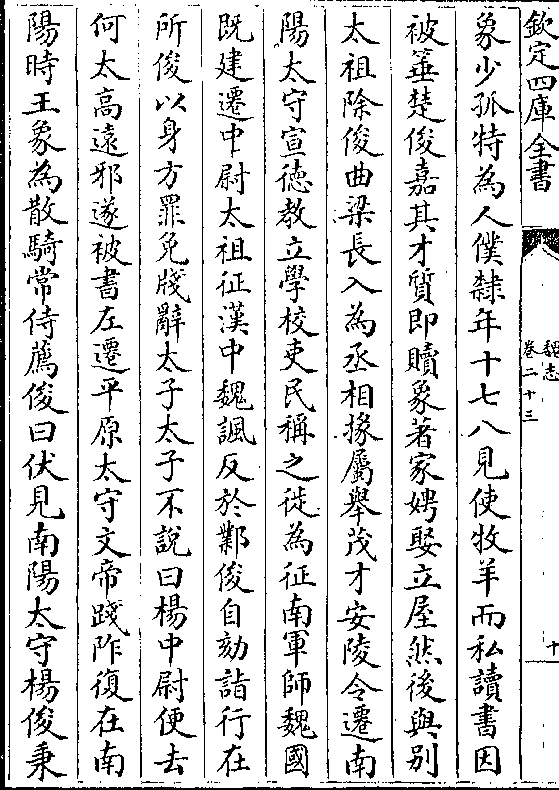 欽定四庫全書
魏志
卷二十三
十
象少孤特為人僕隸年十七八見使牧羊而私讀書因
被箠楚俊嘉其才質即贖象著家娉娶立屋然後與別
太祖除俊曲梁長入為丞相掾屬舉茂才安陵令遷南
陽太守宣徳教立學校吏民稱之徙為征南軍師魏國
既建遷中尉太祖征漢中魏諷反於鄴俊自劾詣行在
所俊以身方罪免牋辭太子太子不說曰楊中尉便去
何太髙遠邪遂被書左遷平原太守文帝踐阼復在南
陽時王象為散騎常侍薦俊曰伏見南陽太守楊俊秉